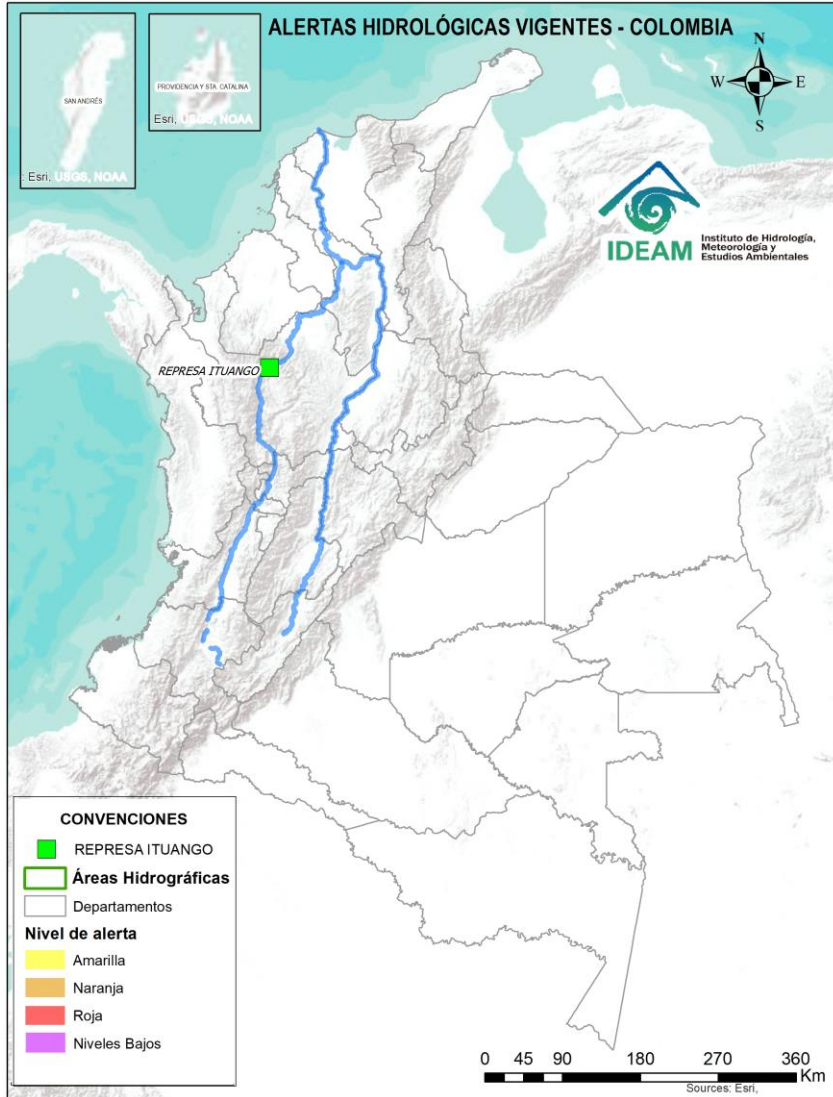 ALERTAS HIDROLÓGICAS VIGENTES - COLOMBIA
SAN ANDRÉS
Esri, USGS, NOAA
PROVIDENCIA Y STA. CATALINA
Esri, USGS, NOAA
N
W
E
S
IDEAM
Instituto de Hidrología,
Meteorología y
Estudios Ambientales
REPRESA ITUANGO
CONVENCIONES
REPRESA ITUANGO
Áreas Hidrográficas
Departamentos
Nivel de alerta
Amarilla
Naranja
Roja
Niveles Bajos
0 45 90 180 270 360
Km
Sources: Esri,